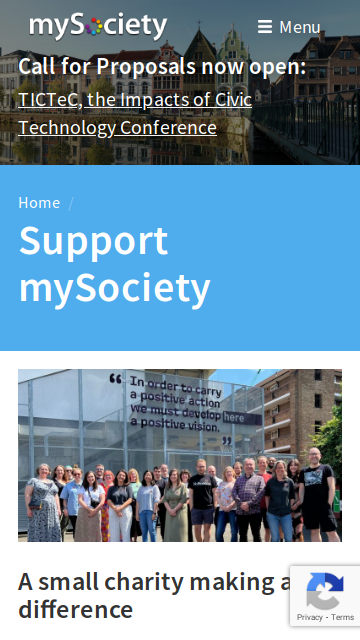 mySociety
Menu
Call for Proposals now open:
TICTeC, the Impacts of Civic
Technology Conference
Home /
Support
mySociety
“ In order to carry
a positive action
we must develop here
a positive vision. ”
A small charity making a
difference
Privacy - Terms